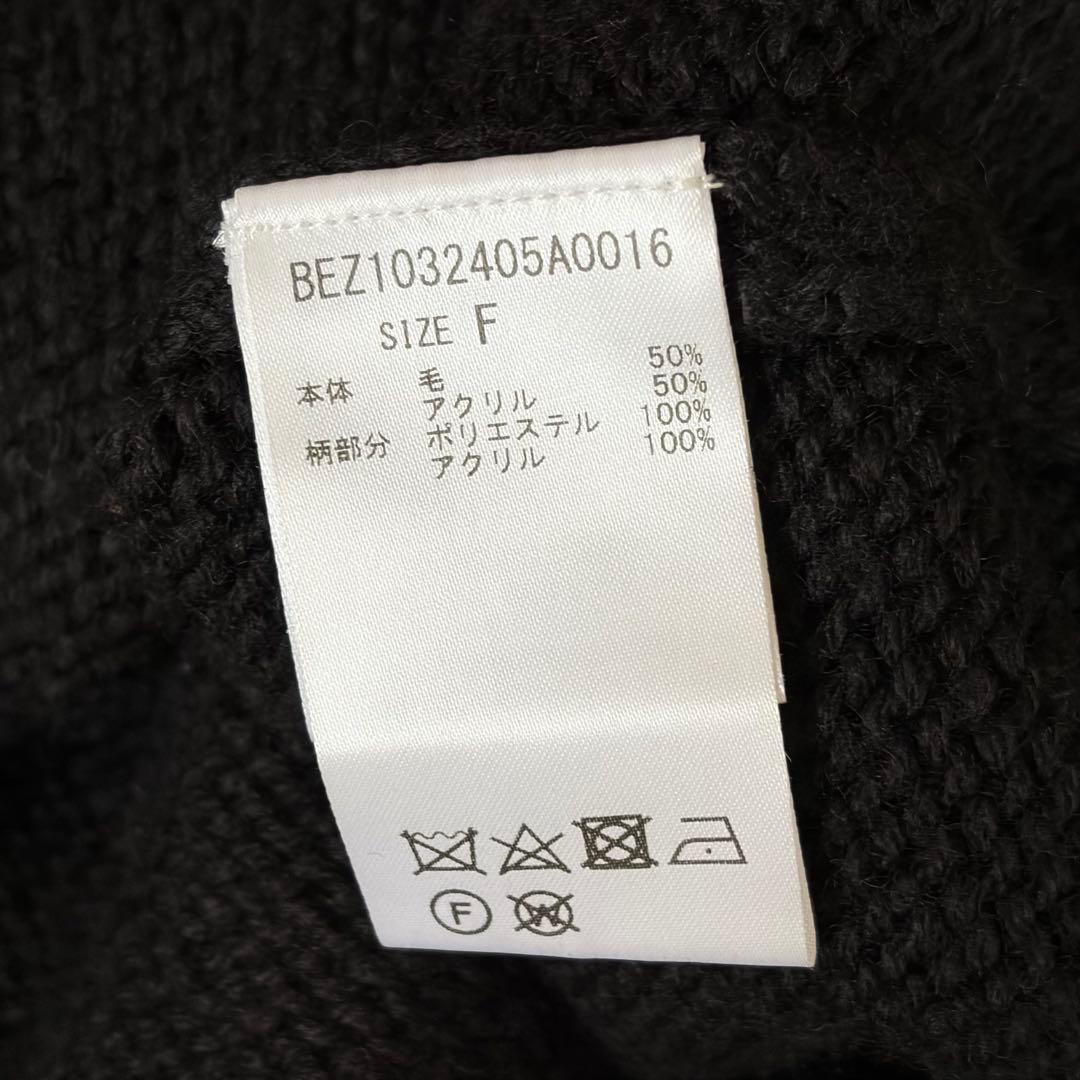 BEZ1032405A0016
SIZE F
本体 毛 50%
アクリル 50%
柄部分 ポリエステル 100%
アクリル 100%
F
W